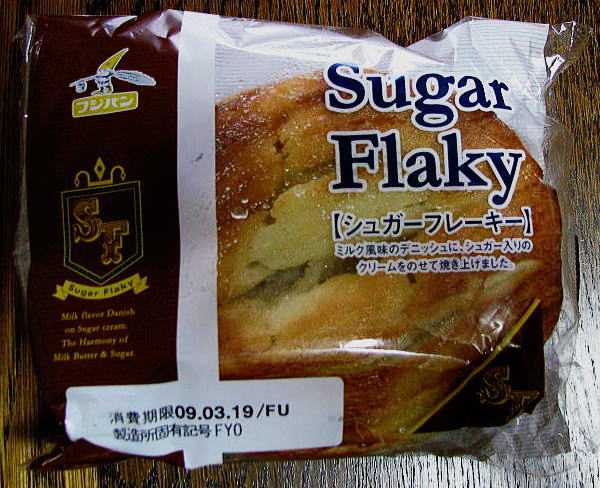 フジパン
Sugar
Flaky
【シュガーフレーキー】
ミルク風味のデニッシュに、シュガー入りの
クリームをのせて焼き上げました。
SF
Sugar Flaky
Milk flavor Danish
on Sugar cream.
The Harmony of
Milk Butter & Sugar.
消費期限09.03.19/FU
製造所固有記号FY0
SF